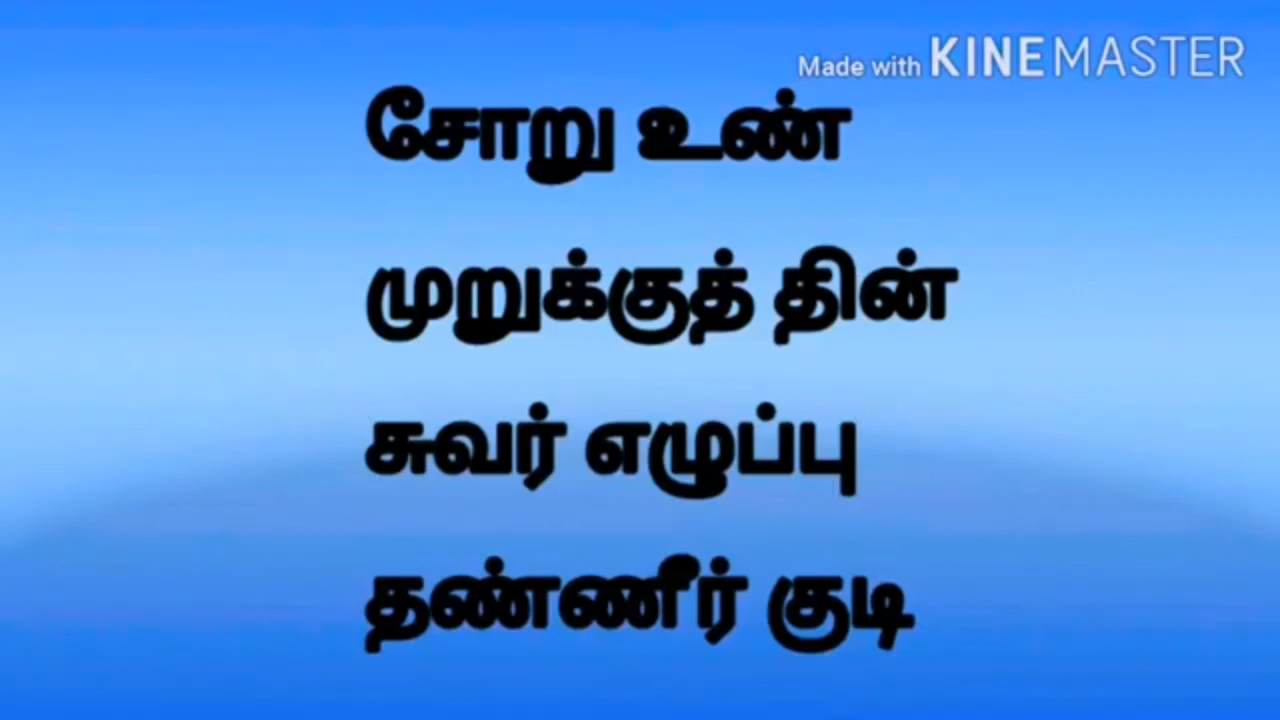 Made with KINEMASTER
சோறு உண்
முறுக்குத் தின்
சுவர் எழுப்பு
தண்ணீர் குடி